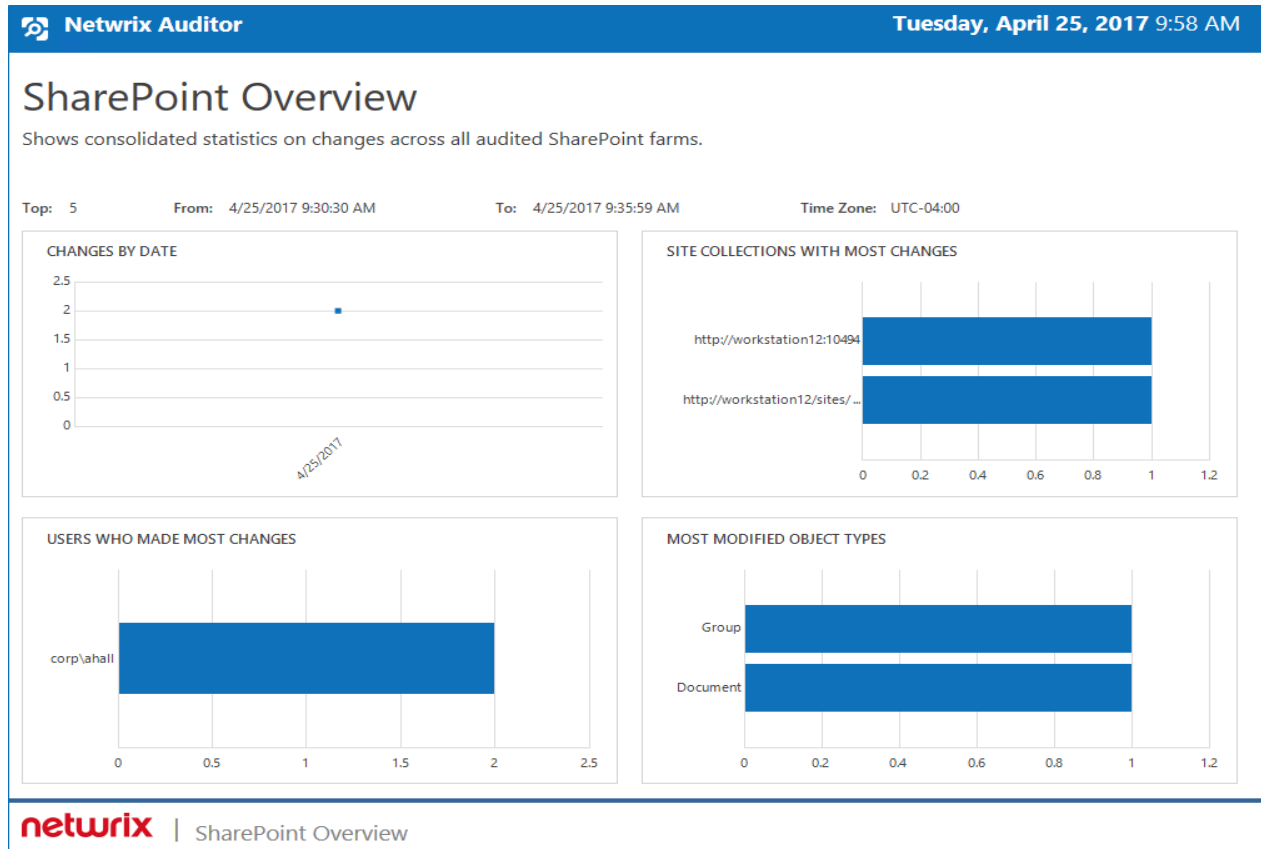 Netwrix Auditor
Tuesday, April 25, 2017 9:58 AM
SharePoint Overview
Shows consolidated statistics on changes across all audited SharePoint farms.
Top: 5 From: 4/25/2017 9:30:30 AM To: 4/25/2017 9:35:59 AM Time Zone: UTC-04:00
CHANGES BY DATE
2.5
2
1.5
1
0.5
0
4/25/2017
SITE COLLECTIONS WITH MOST CHANGES
http://workstation12:10494
http://workstation12/sites/ ...
0 0.2 0.4 0.6 0.8 1 1.2
USERS WHO MADE MOST CHANGES
corp\ahall
0 0.5 1 1.5 2 2.5
MOST MODIFIED OBJECT TYPES
Group
Document
0 0.2 0.4 0.6 0.8 1 1.2
netwrix | SharePoint Overview